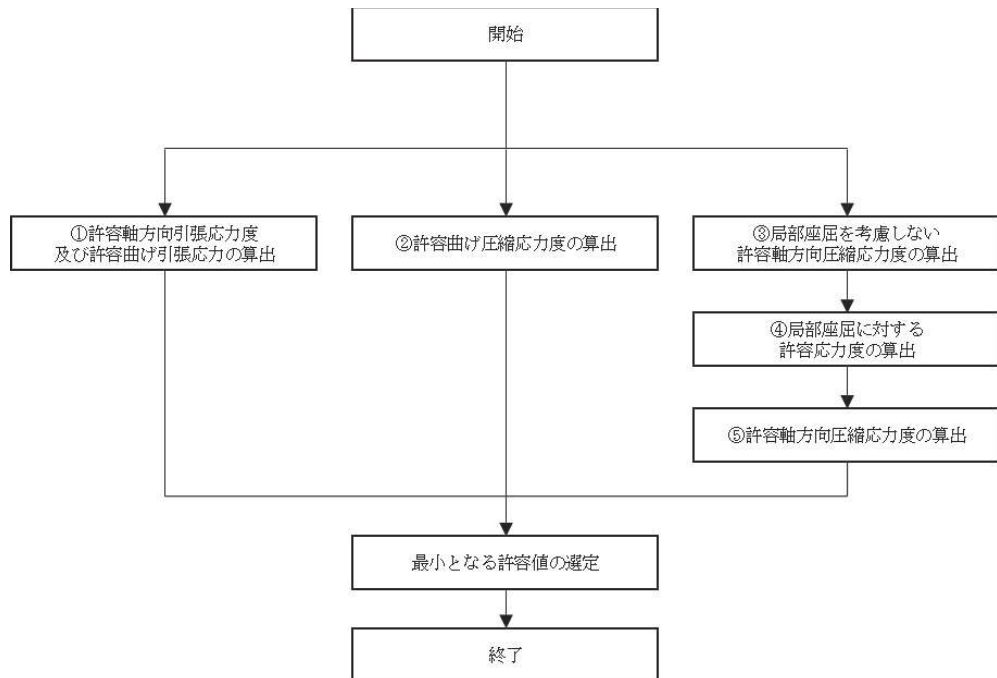 開始
①許容軸方向引張応力度
及び許容曲げ引張応力の算出
②許容曲げ圧縮応力度の算出
③局部座屈を考慮しない
許容軸方向圧縮応力度の算出
④局部座屈に対する
許容応力度の算出
⑤許容軸方向圧縮応力度の算出
最小となる許容値の選定
終了